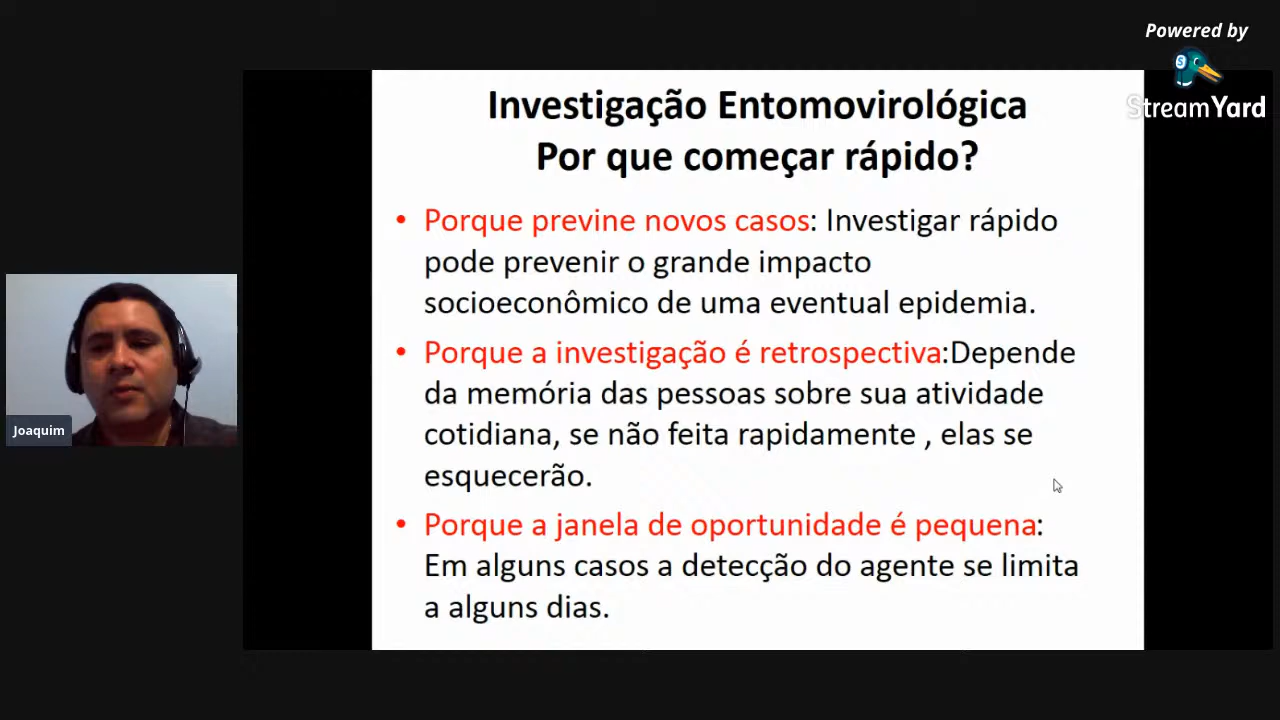 Powered by
StreamYard
Investigação Entomovirológica
Por que começar rápido?
• Porque previne novos casos: Investigar rápido
pode prevenir o grande impacto
socioeconômico de uma eventual epidemia.
• Porque a investigação é retrospectiva:Depende
da memória das pessoas sobre sua atividade
cotidiana, se não feita rapidamente , elas se
esquecerão.
• Porque a janela de oportunidade é pequena:
Em alguns casos a detecção do agente se limita
a alguns dias.
Joaquim